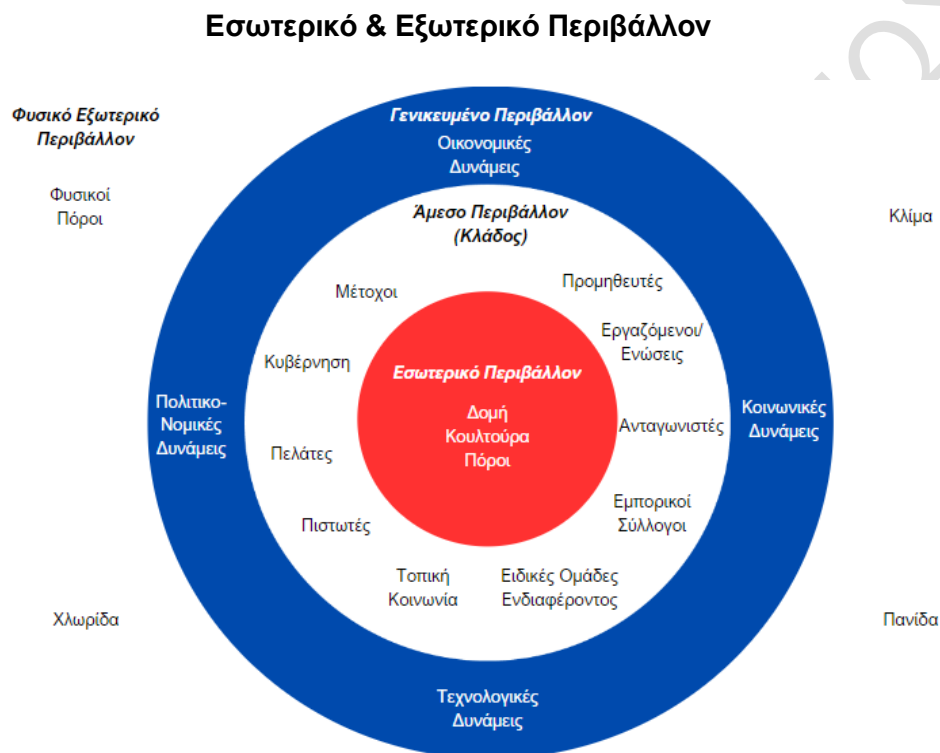 Εσωτερικό & Εξωτερικό Περιβάλλον
Φυσικό Εξωτερικό
Περιβάλλον
Φυσικοί
Πόροι
Χλωρίδα
Γενικευμένο Περιβάλλον
Οικονομικές
Δυνάμεις
Πολιτικο-
Νομικές
Δυνάμεις
Άμεσο Περιβάλλον
(Κλάδος)
Μέτοχοι
Κυβέρνηση
Πελάτες
Πιστωτές
Τοπική
Κοινωνία
Εσωτερικό Περιβάλλον
Δομή
Κουλτούρα
Πόροι
Προμηθευτές
Εργαζόμενοι/
Ενώσεις
Ανταγωνιστές
Εμπορικοί
Σύλλογοι
Ειδικές Ομάδες
Ενδιαφέροντος
Κοινωνικές
Δυνάμεις
Τεχνολογικές
Δυνάμεις
Κλίμα
Πανίδα